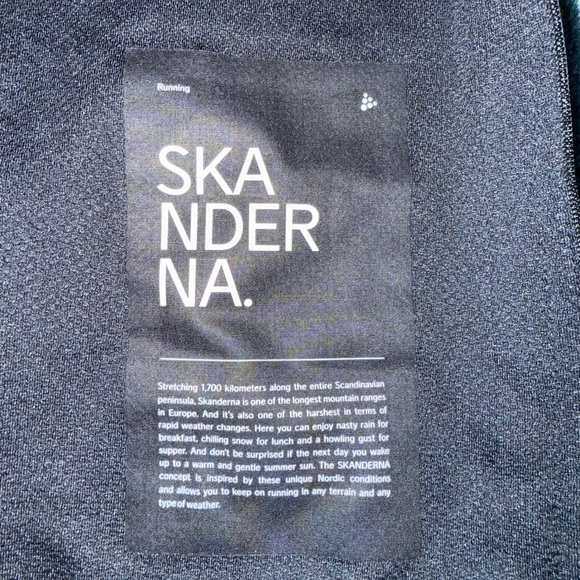 Running
SKA
NDER
NA.
Stretching 1,700 kilometers along the entire Scandinavian
peninsula, Skanderna is one of the longest mountain ranges
in Europe. And it's also one of the harshest in terms of
rapid weather changes. Here you can enjoy nasty rain for
breakfast, chilling snow for lunch and a howling gust for
supper. And don't be surprised if the next day you wake
up to a warm and gentle summer sun. The SKANDERNA
concept is inspired by these unique Nordic conditions
and allows you to keep on running in any terrain and any
type of weather.